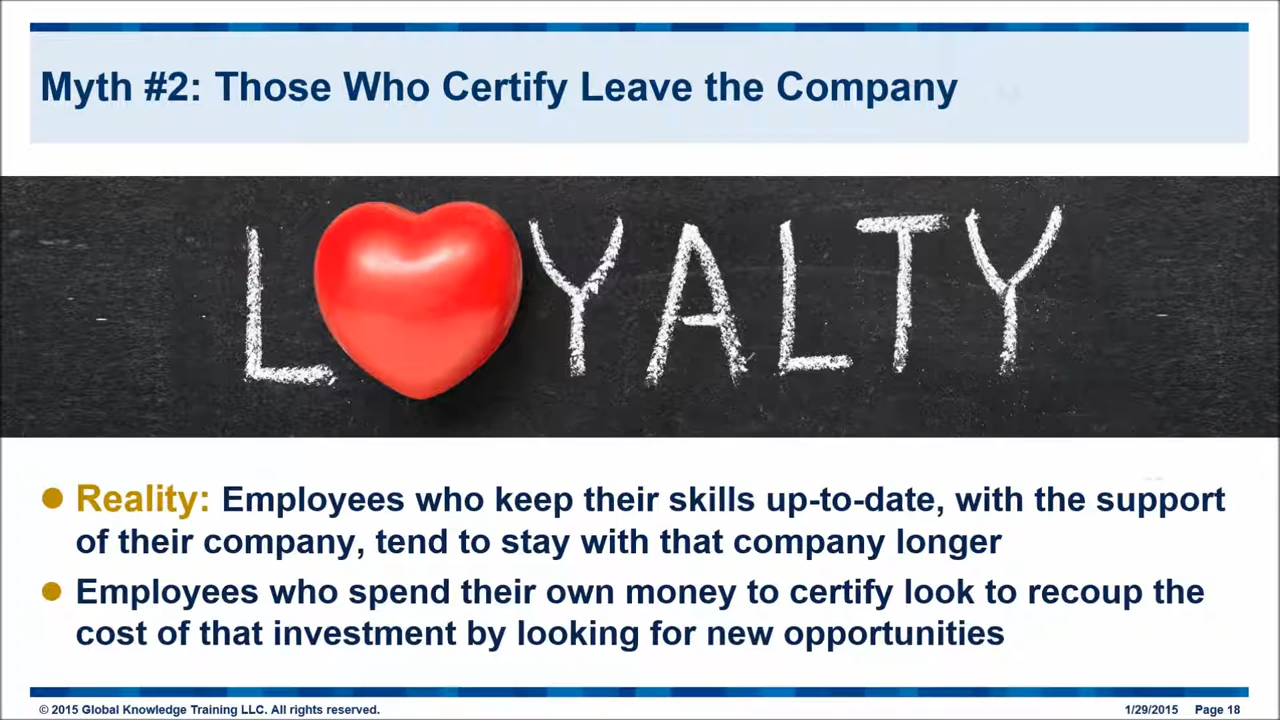 Myth #2: Those Who Certify Leave the Company
L YALTY
Reality: Employees who keep their skills up-to-date, with the support
of their company, tend to stay with that company longer
Employees who spend their own money to certify look to recoup the
cost of that investment by looking for new opportunities
© 2015 Global Knowledge Training LLC. All rights reserved.
1/29/2015 Page 18